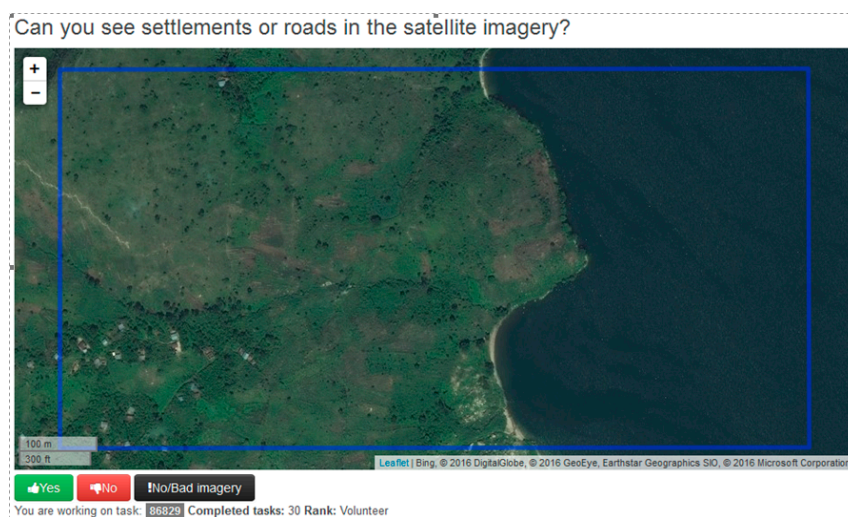 Can you see settlements or roads in the satellite imagery?
+
−
100 m
300 ft
Leaflet | Bing, © 2016 DigitalGlobe, © 2016 GeoEye, Earthstar Geographics SIO, © 2016 Microsoft Corporation
Yes No !No/Bad imagery
You are working on task: 86829 Completed tasks: 30 Rank: Volunteer